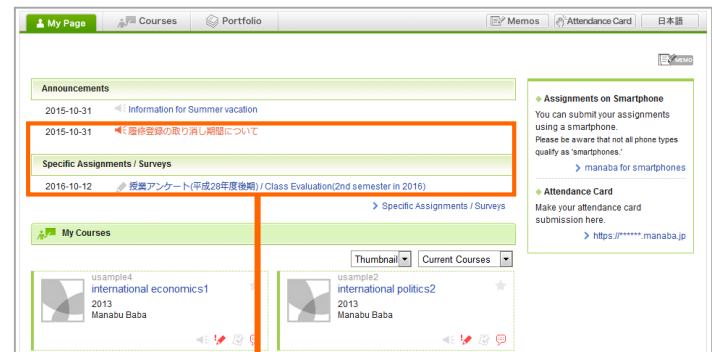 My Page Courses Portfolio Memos Attendance Card 日本語
MEMO
Announcements
2015-10-31 Information for Summer vacation
2015-10-31 履修登録の取り消し期間について
Specific Assignments / Surveys
2016-10-12 授業アンケート(平成28年度後期) / Class Evaluation(2nd semester in 2016)
Specific Assignments / Surveys
My Courses
Thumbnail Current Courses
usample4
international economics1
2013
Manabu Baba
usample2
international politics2
2013
Manabu Baba
Assignments on Smartphone
You can submit your assignments
using a smartphone.
Please be aware that not all phone types
qualify as 'smartphones.'
manaba for smartphones
Attendance Card
Make your attendance card
submission here.
https://******.manaba.jp